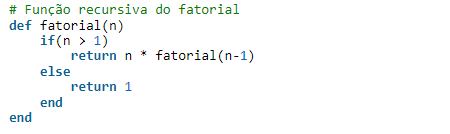 # Função recursiva do fatorial
def fatorial(n)
    if(n > 1)
        return n * fatorial(n-1)
    else
        return 1
    end
end